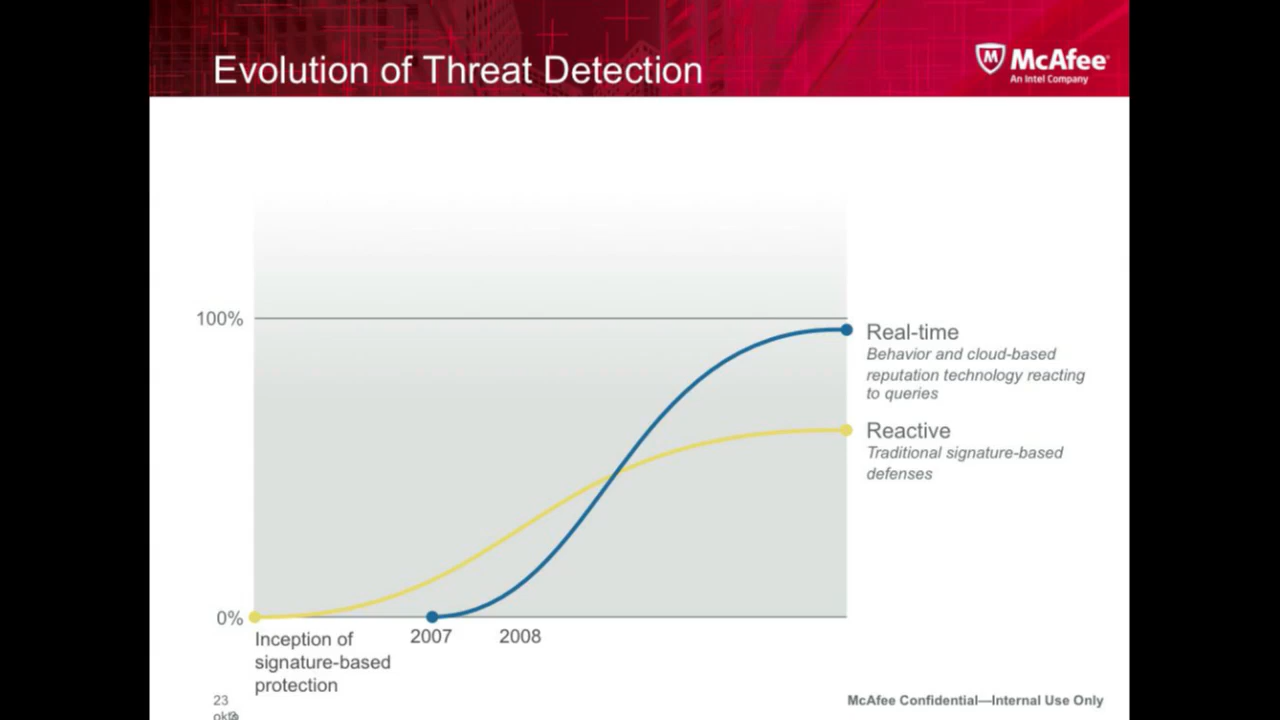 Evolution of Threat Detection
McAfee
An Intel Company
100%
Real-time
Behavior and cloud-based
reputation technology reacting
to queries
Reactive
Traditional signature-based
defenses
0%
Inception of
signature-based
protection
2007
2008
23
McAfee Confidential—Internal Use Only